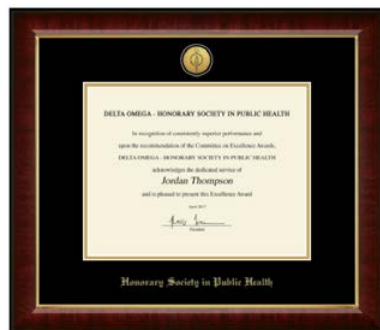 DELTA OMEGA - HONORARY SOCIETY IN PUBLIC HEALTH
In recognition of consistently superior performance and
upon the recommendation of the Committee on Excellence Awards,
DELTA OMEGA - HONORARY SOCIETY IN PUBLIC HEALTH
acknowledges the dedicated service of
Jordan Thompson
and is pleased to present this Excellence Award
April 2017
President
Honorary Society in Public Health